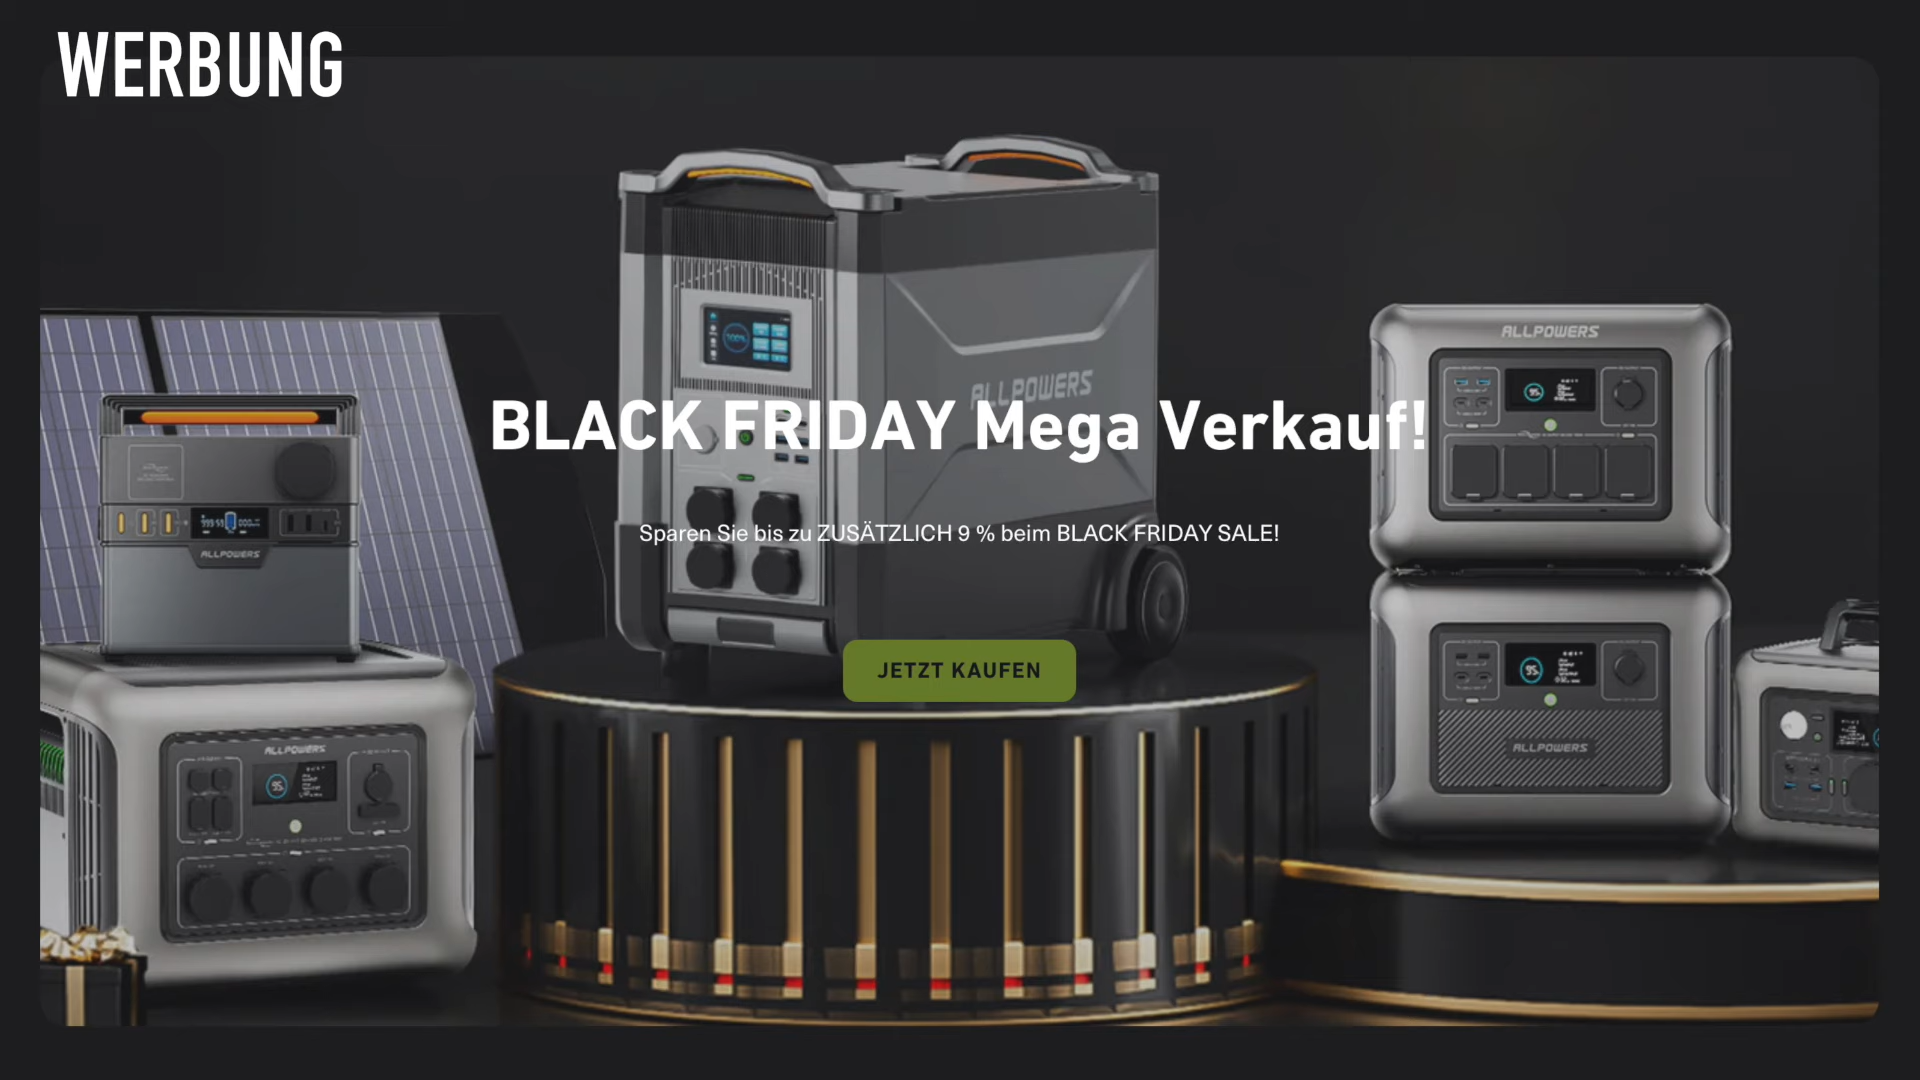 WERBUNG
ALLPOWERS
ALLPOWERS
BLACK FRIDAY Mega Verkauf!
Sparen Sie bis zu ZUSÄTZLICH 9 % beim BLACK FRIDAY SALE!
ALLPOWERS
JETZT KAUFEN
ALLPOWERS
ALLPOWERS